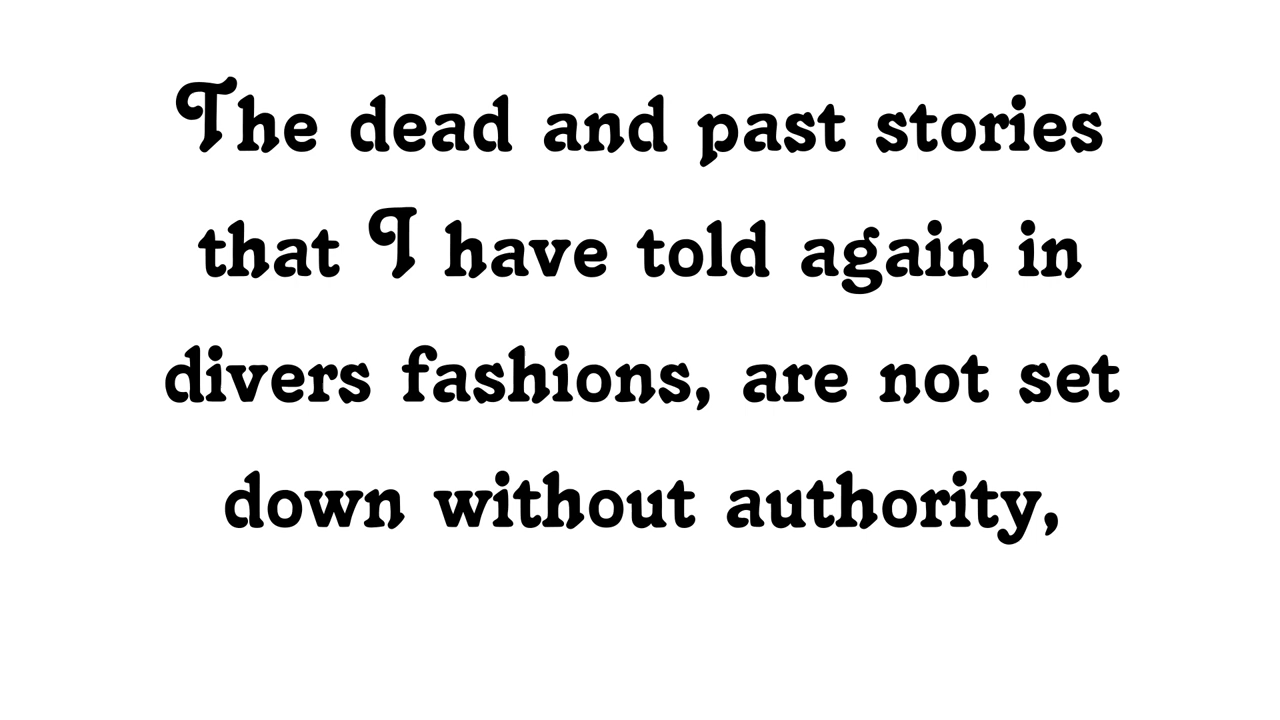 The dead and past stories
that I have told again in
divers fashions, are not set
down without authority,